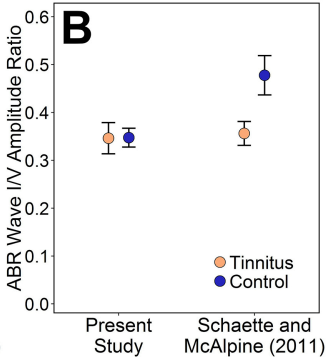 B
ABR Wave I/V Amplitude Ratio
0.6
0.5
0.4
0.3
0.2
0.1
0.0
Tinnitus
Control
Present
Study
Schaette and
McAlpine (2011)